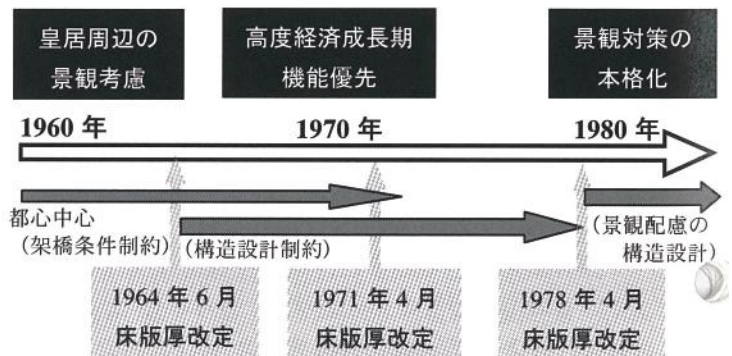 皇居周辺の
景観考慮
高度経済成長期
機能優先
景観対策の
本格化
1960 年
1970 年
1980 年
都心中心
（架橋条件制約）
（構造設計制約）
（景観配慮の
構造設計）
1964 年 6 月
床版厚改定
1971 年 4 月
床版厚改定
1978 年 4 月
床版厚改定